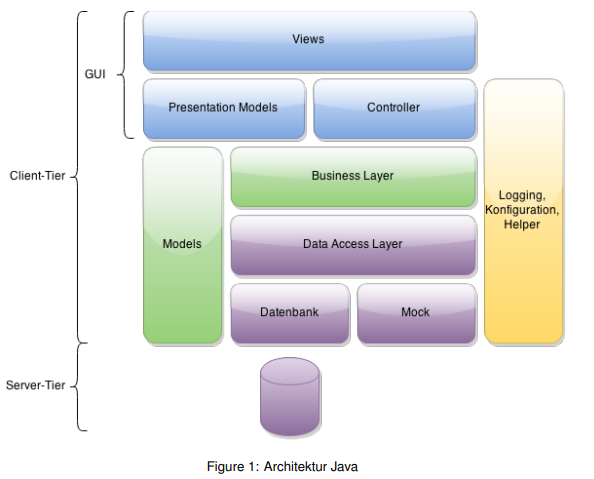 Views
GUI
Presentation Models
Controller
Client-Tier
Business Layer
Logging,
Konfiguration,
Helper
Models
Data Access Layer
Datenbank
Mock
Server-Tier
Figure 1: Architektur Java